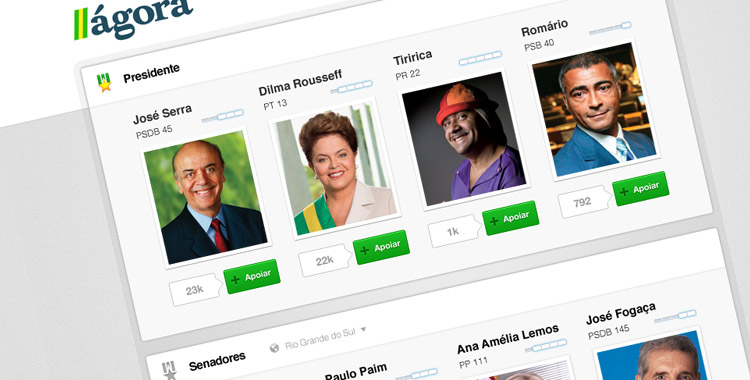 ágora
Presidente
José Serra
PSDB 45
23k
Apoiar
Dilma Rousseff
PT 13
22k
Apoiar
Tiririca
PR 22
1k
Apoiar
Romário
PSB 40
792
Apoiar
Senadores
Rio Grande do Sul
Paulo Paim
Ana Amélia Lemos
PP 111
José Fogaça
PSDB 145